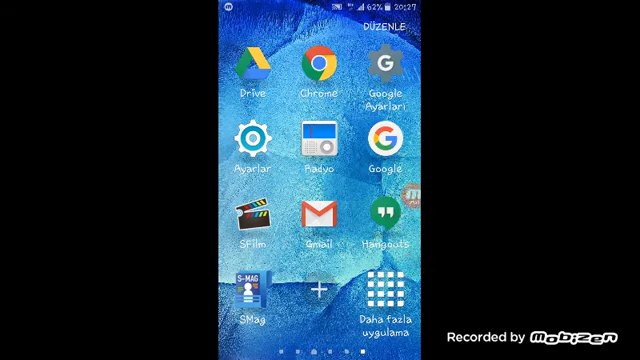 62% 20:27
DÜZENLE
Drive
Chrome
Google
Ayarları
Ayarlar
Radyo
Google
SFilm
Gmail
Hangouts
S-MAG
SMag
Daha fazla
uygulama
Recorded by mobizen